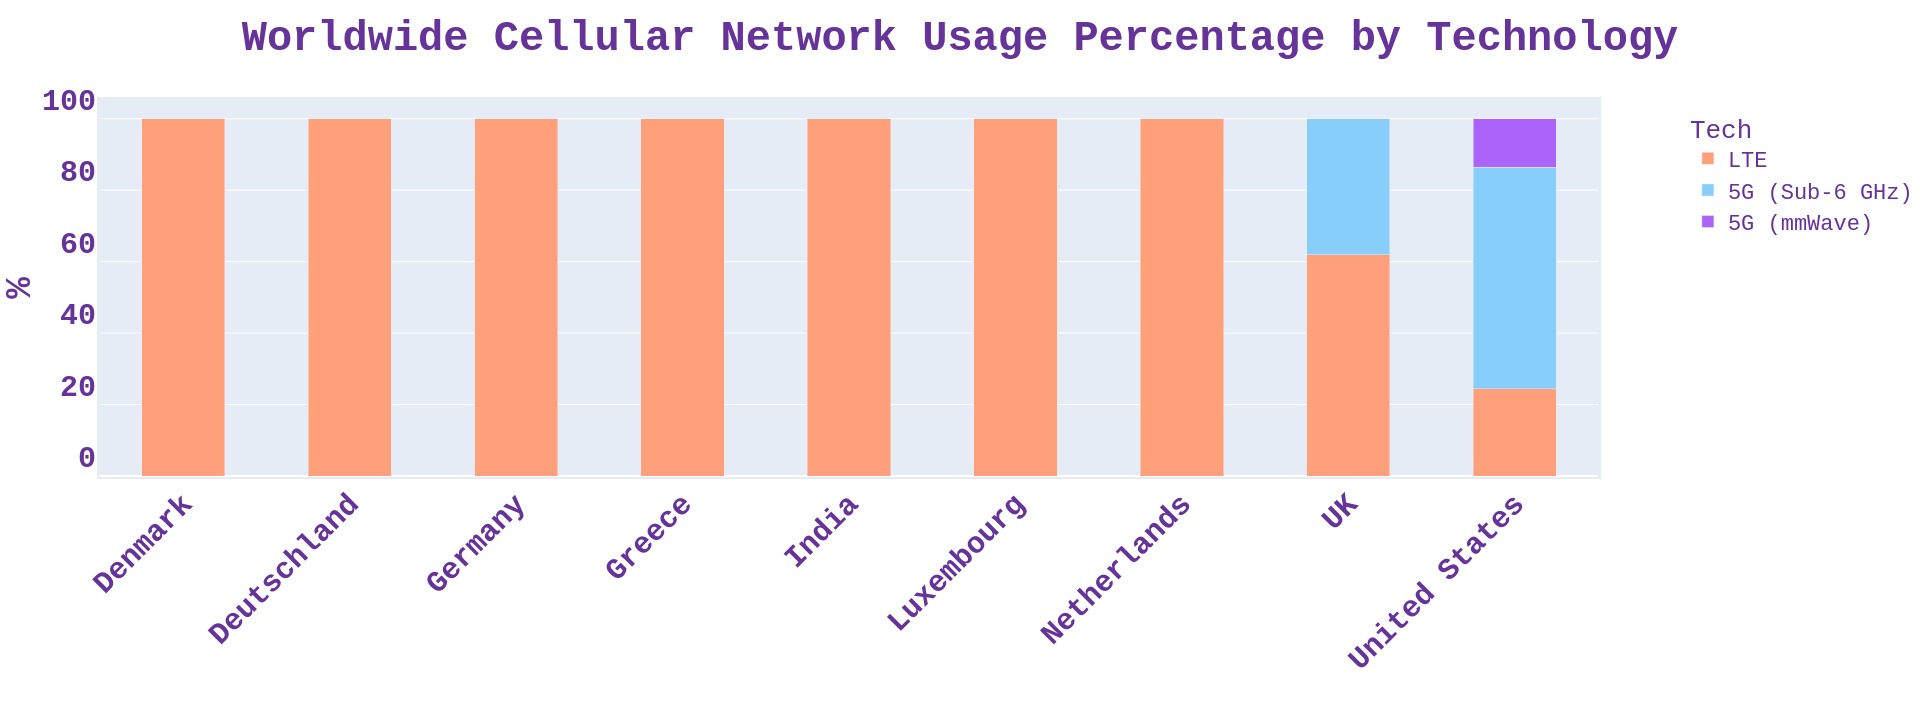 Worldwide Cellular Network Usage Percentage by Technology
100
80
60
40
20
0
%
Denmark
Deutschland
Germany
Greece
India
Luxembourg
Netherlands
UK
United States
Tech
LTE
5G (Sub-6 GHz)
5G (mmWave)